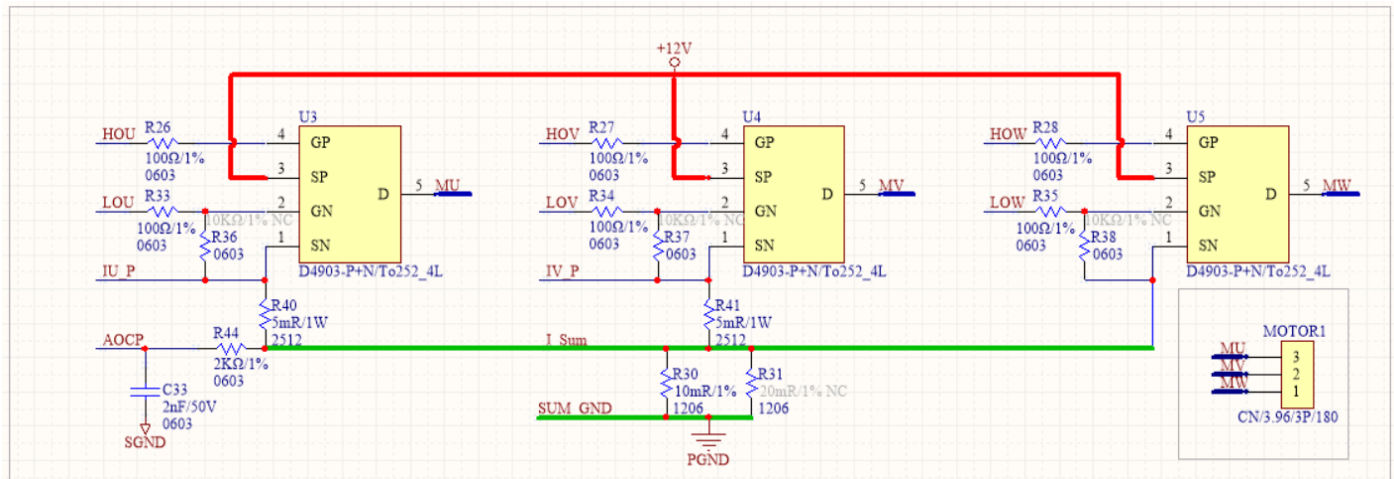 +12V
U3
HOU
R26
100Ω/1%
0603
4
GP
3
SP
D
5
MU
LOU
R33
100Ω/1%
0603
2
GN
10KΩ/1% NC
R36
0603
1
SN
IU_P
D4903-P+N/To252_4L
U4
HOV
R27
100Ω/1%
0603
4
GP
3
SP
D
5
MV
LOV
R34
100Ω/1%
0603
2
GN
10KΩ/1% NC
R37
0603
1
SN
IV_P
D4903-P+N/To252_4L
U5
HOW
R28
100Ω/1%
0603
4
GP
3
SP
D
5
MW
LOW
R35
100Ω/1%
0603
2
GN
10KΩ/1% NC
R38
0603
1
SN
D4903-P+N/To252_4L
R40
5mR/1W
2512
R41
5mR/1W
2512
AOCP
R44
2KΩ/1%
0603
I_Sum
C33
2nF/50V
0603
SGND
R30
10mR/1%
1206
R31
20mR/1% NC
1206
SUM_GND
PGND
MOTOR1
MU
3
MV
2
MW
1
CN/3.96/3P/180